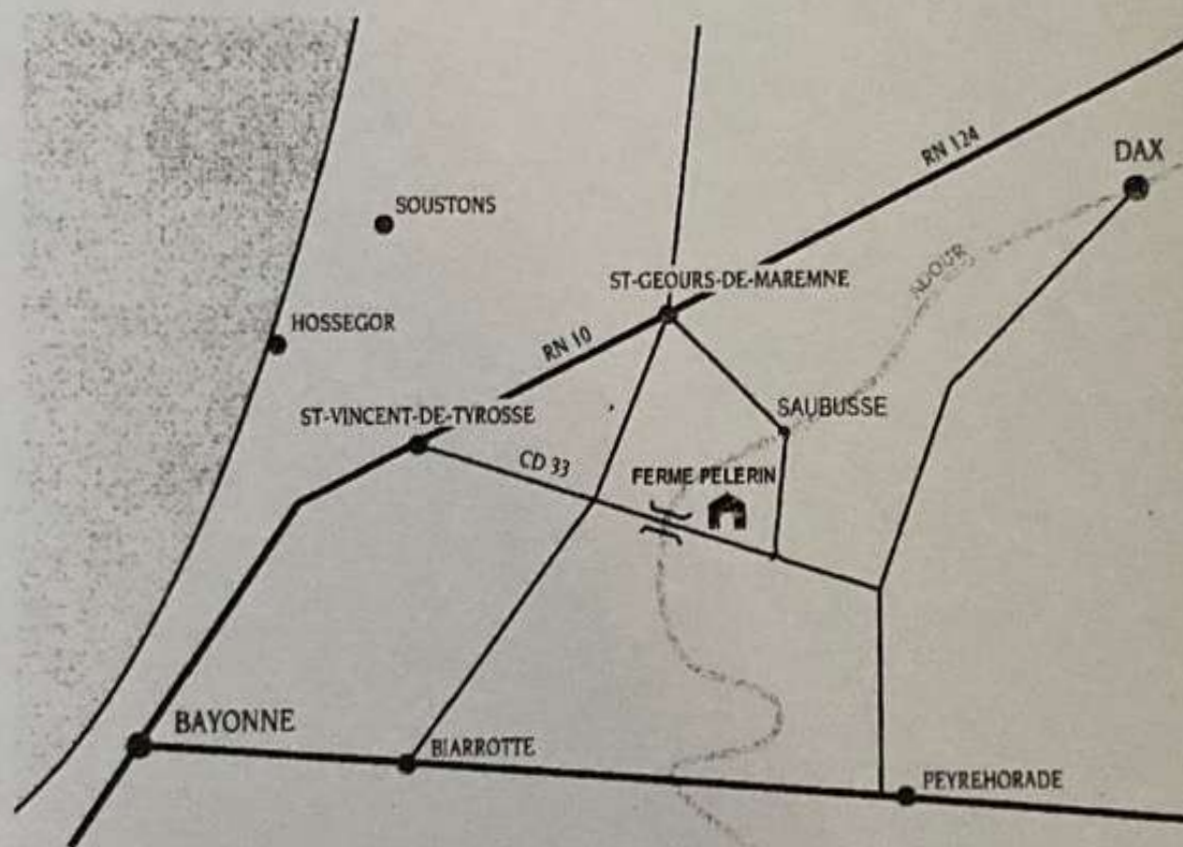 RN 124
DAX
SOUSTONS
ADOUR
ST-GEOURS-DE-MAREMNE
HOSSEGOR
RN 10
ST-VINCENT-DE-TYROSSE
SAUBUSSE
CD 33
FERME PELERIN
BAYONNE
BIARROTTE
PEYREHORADE